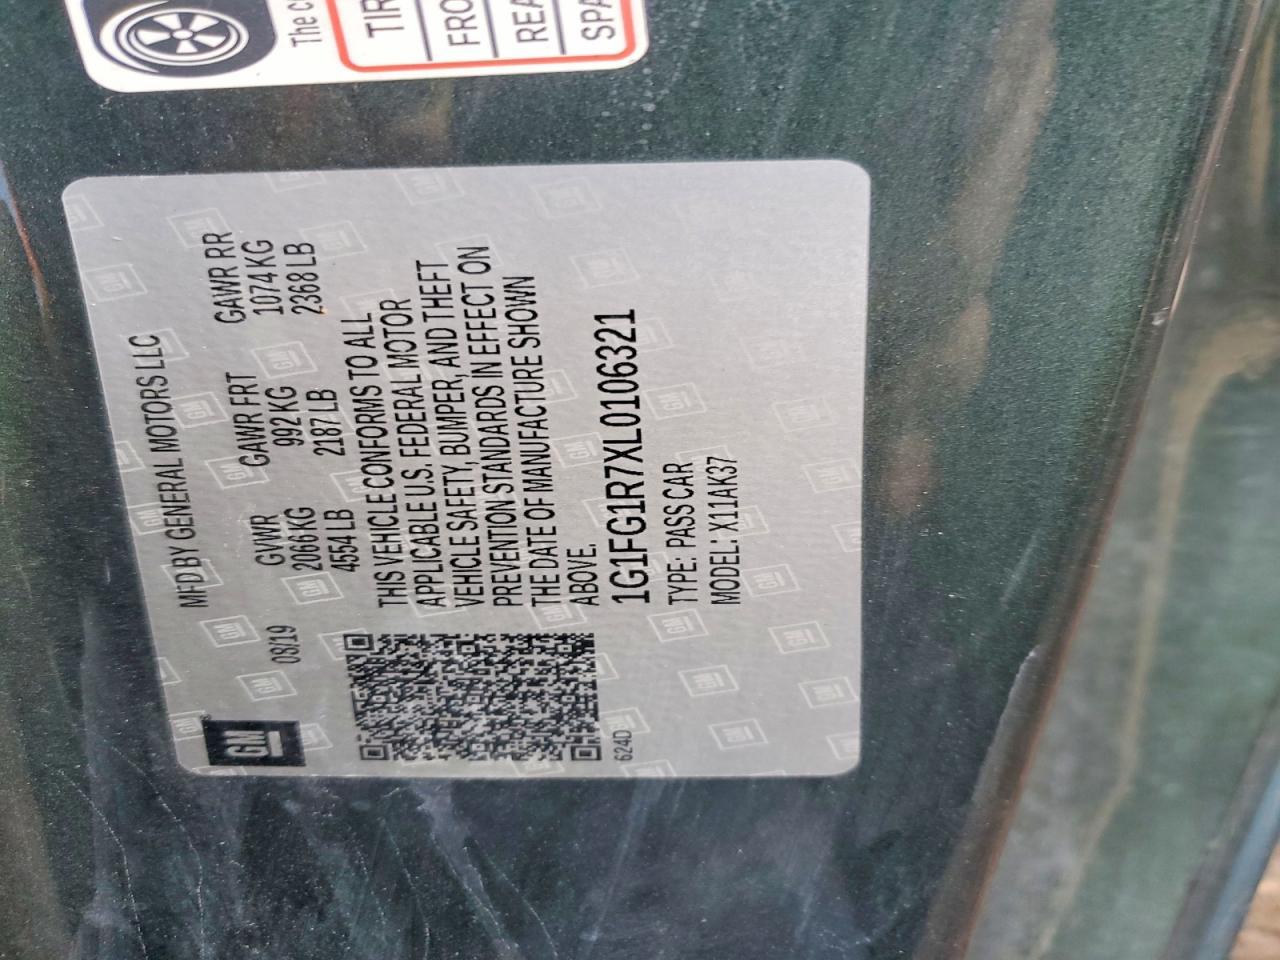 The c
TIR
FRO
REA
SPA
GM
MFD BY GENERAL MOTORS LLC
08/19
GVWR GAWR FRT GAWR RR
2066 KG 992 KG 1074 KG
4554 LB 2187 LB 2368 LB
THIS VEHICLE CONFORMS TO ALL
APPLICABLE U.S. FEDERAL MOTOR
VEHICLE SAFETY, BUMPER, AND THEFT
PREVENTION STANDARDS IN EFFECT ON
THE DATE OF MANUFACTURE SHOWN
ABOVE.
1G1FG1R7XL0106321
624D
TYPE: PASS CAR
MODEL: X11AK37